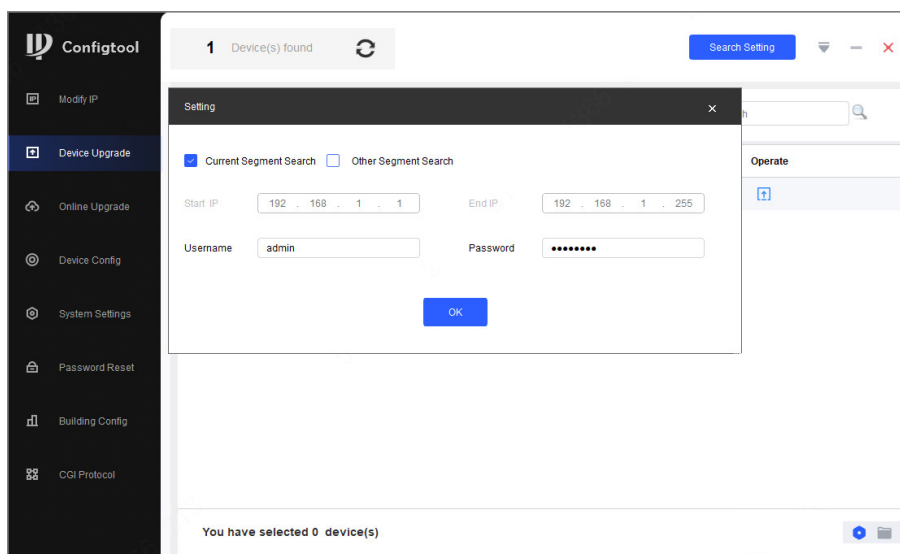 Configtool
1 Device(s) found
Search Setting
Modify IP
Device Upgrade
Online Upgrade
Device Config
System Settings
Password Reset
Building Config
CGI Protocol
Setting
Current Segment Search Other Segment Search
Start IP 192 . 168 . 1 . 1 End IP 192 . 168 . 1 . 255
Username admin Password ••••••••
OK
h
Operate
You have selected 0 device(s)